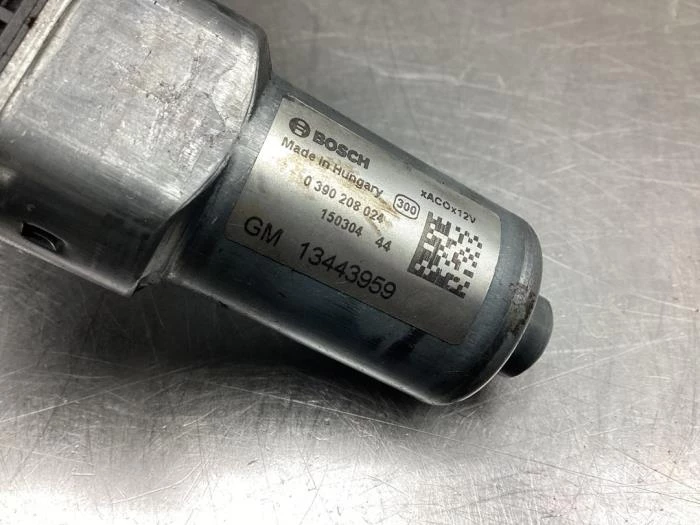 BOSCH
Made in Hungary
0 390 208 024
300
xACOx12V
150304 44
GM 13443959